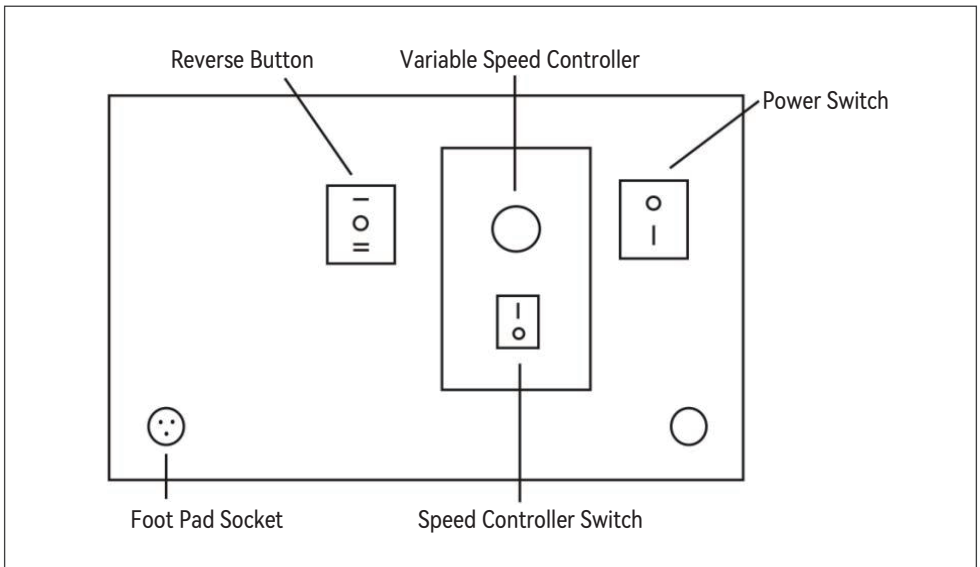 Reverse Button
Variable Speed Controller
Power Switch
Foot Pad Socket
Speed Controller Switch